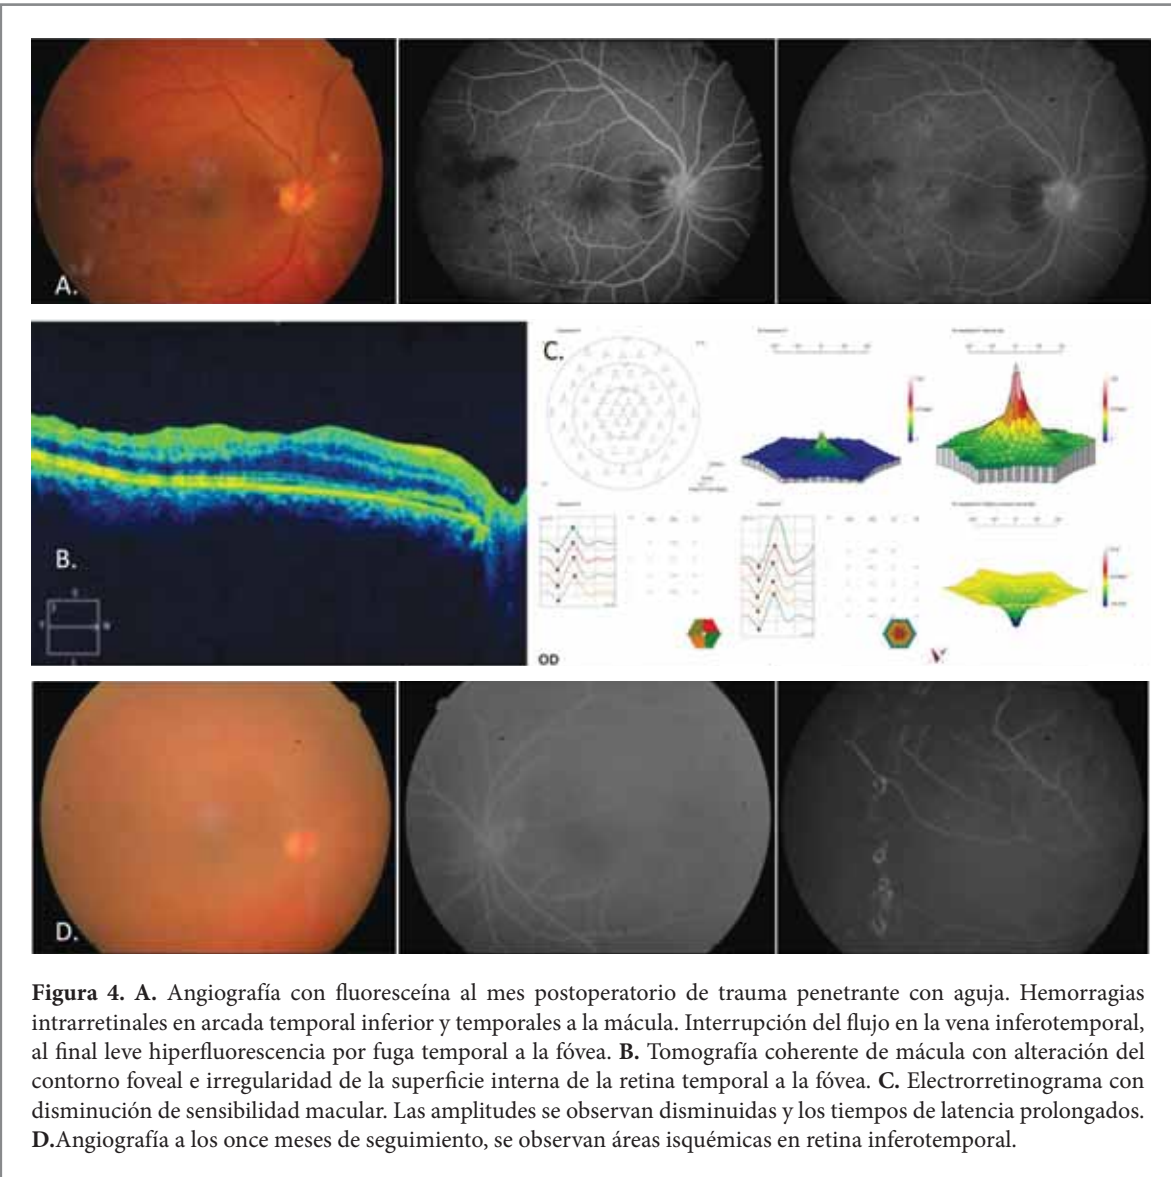 A.
B.
C.
OD
D.
Figura 4. A. Angiografía con fluoresceína al mes postoperatorio de trauma penetrante con aguja. Hemorragias
intrarretinales en arcada temporal inferior y temporales a la mácula. Interrupción del flujo en la vena inferotemporal,
al final leve hiperfluorescencia por fuga temporal a la fóvea. B. Tomografía coherente de mácula con alteración del
contorno foveal e irregularidad de la superficie interna de la retina temporal a la fóvea. C. Electrorretinograma con
disminución de sensibilidad macular. Las amplitudes se observan disminuidas y los tiempos de latencia prolongados.
D.Angiografía a los once meses de seguimiento, se observan áreas isquémicas en retina inferotemporal.